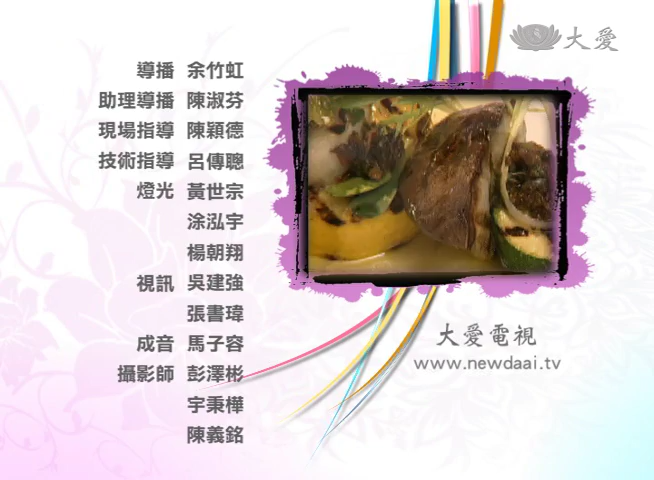 大愛
導播 余竹虹
助理導播 陳淑芬
現場指導 陳穎德
技術指導 呂傳聰
燈光 黃世宗
涂泓宇
楊朝翔
視訊 吳建強
張書瑋
成音 馬子容
攝影師 彭澤彬
宇秉樺
陳義銘
大愛電視
www.newdaai.tv